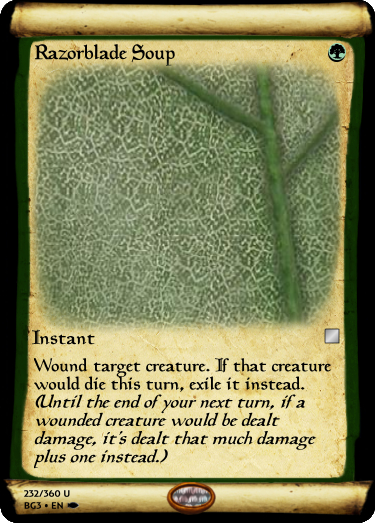 Razorblade Soup
Instant
Wound target creature. If that creature
would die this turn, exile it instead.
(Until the end of your next turn, if a
wounded creature would be dealt
damage, it's dealt that much damage
plus one instead.)
232/360 U
BG3 • EN